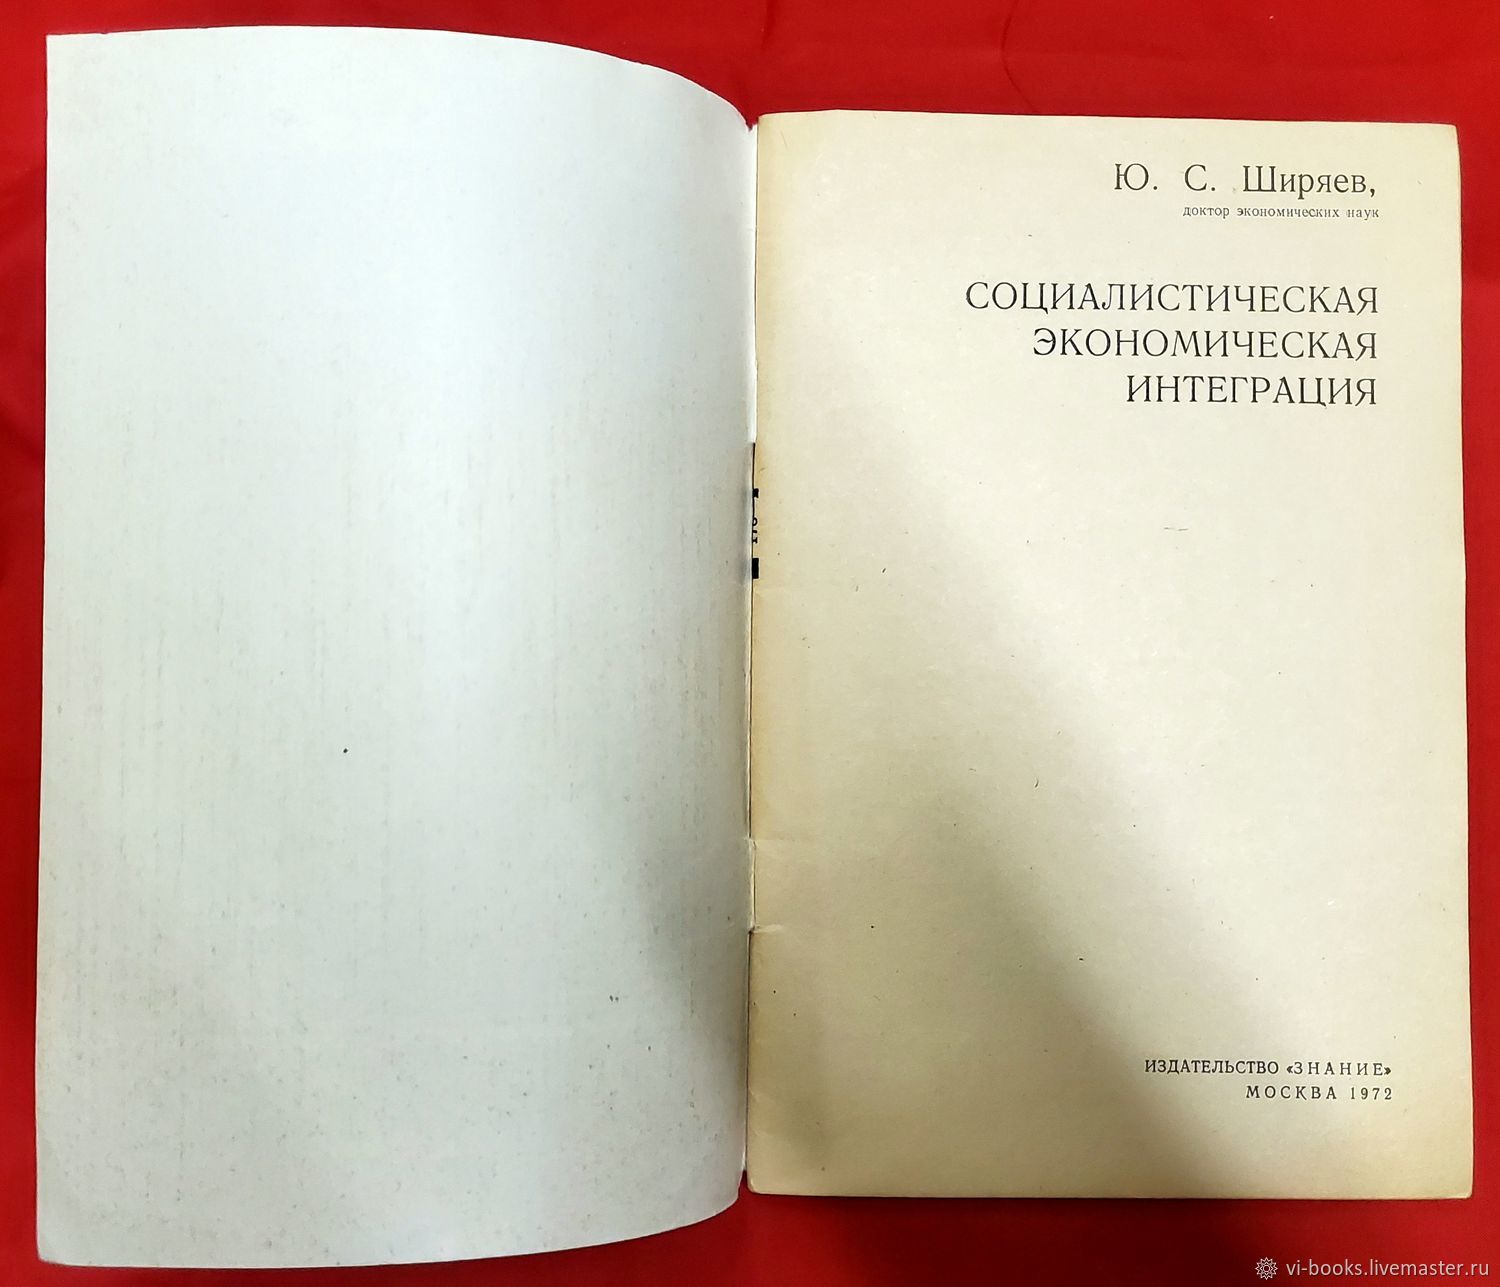 Ю. С. Ширяев,
доктор экономических наук
СОЦИАЛИСТИЧЕСКАЯ
ЭКОНОМИЧЕСКАЯ
ИНТЕГРАЦИЯ
ИЗДАТЕЛЬСТВО «ЗНАНИЕ»
МОСКВА 1972
vi-books.livemaster.ru